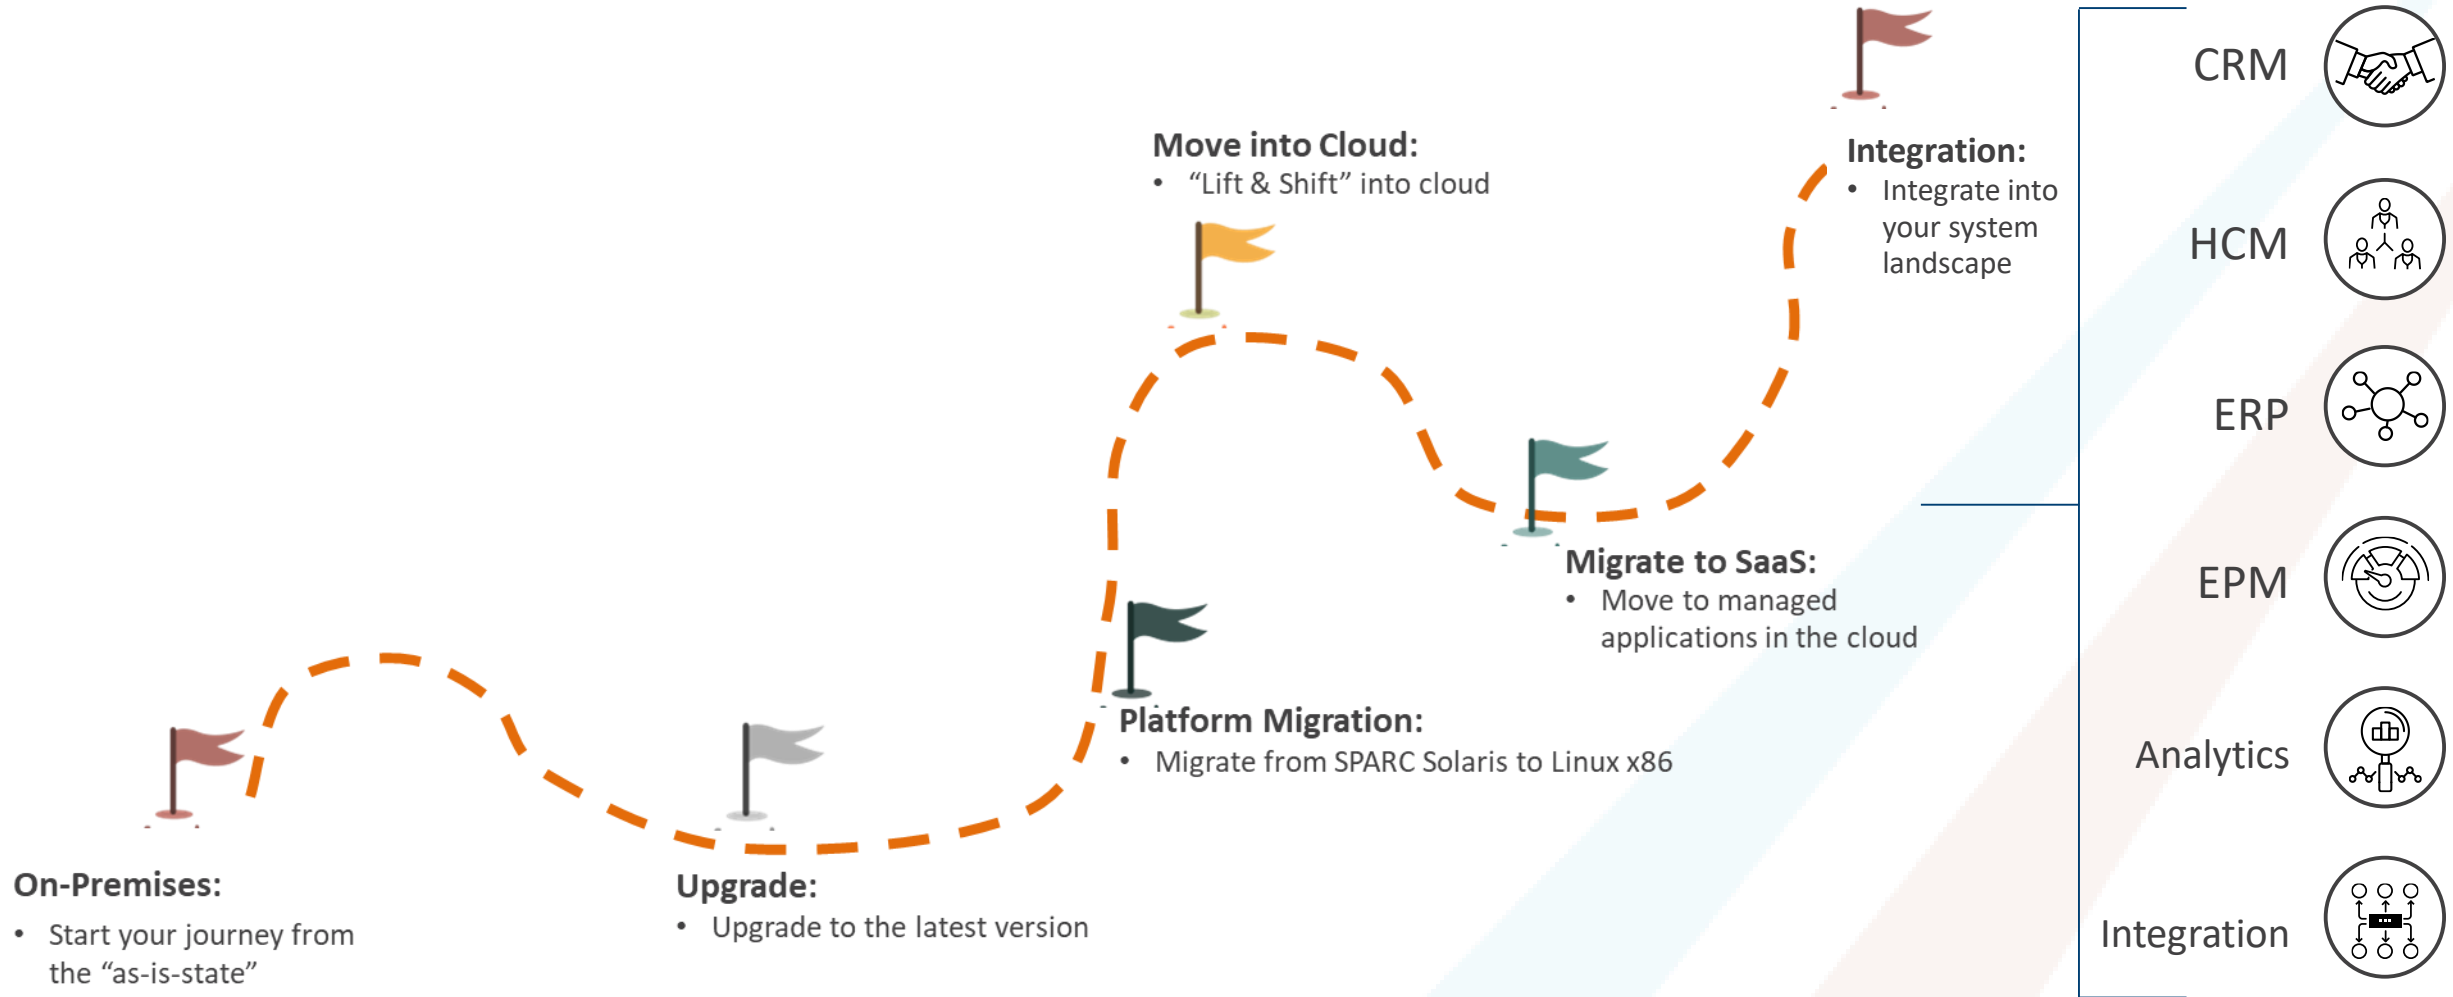 On-Premises:
• Start your journey from
the “as-is-state”
Upgrade:
• Upgrade to the latest version
Platform Migration:
• Migrate from SPARC Solaris to Linux x86
Move into Cloud:
• “Lift & Shift” into cloud
Migrate to SaaS:
• Move to managed
applications in the cloud
Integration:
• Integrate into
your system
landscape
CRM
HCM
ERP
EPM
Analytics
Integration